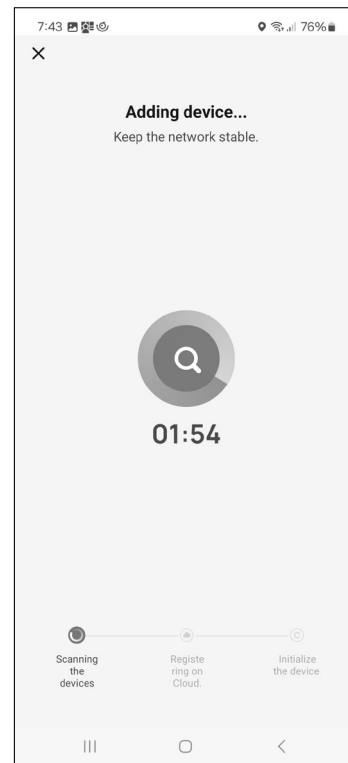 7:43 76%
Adding device...
Keep the network stable.
01:54
Scanning
the
devices
Registe
ring on
Cloud.
Initialize
the device